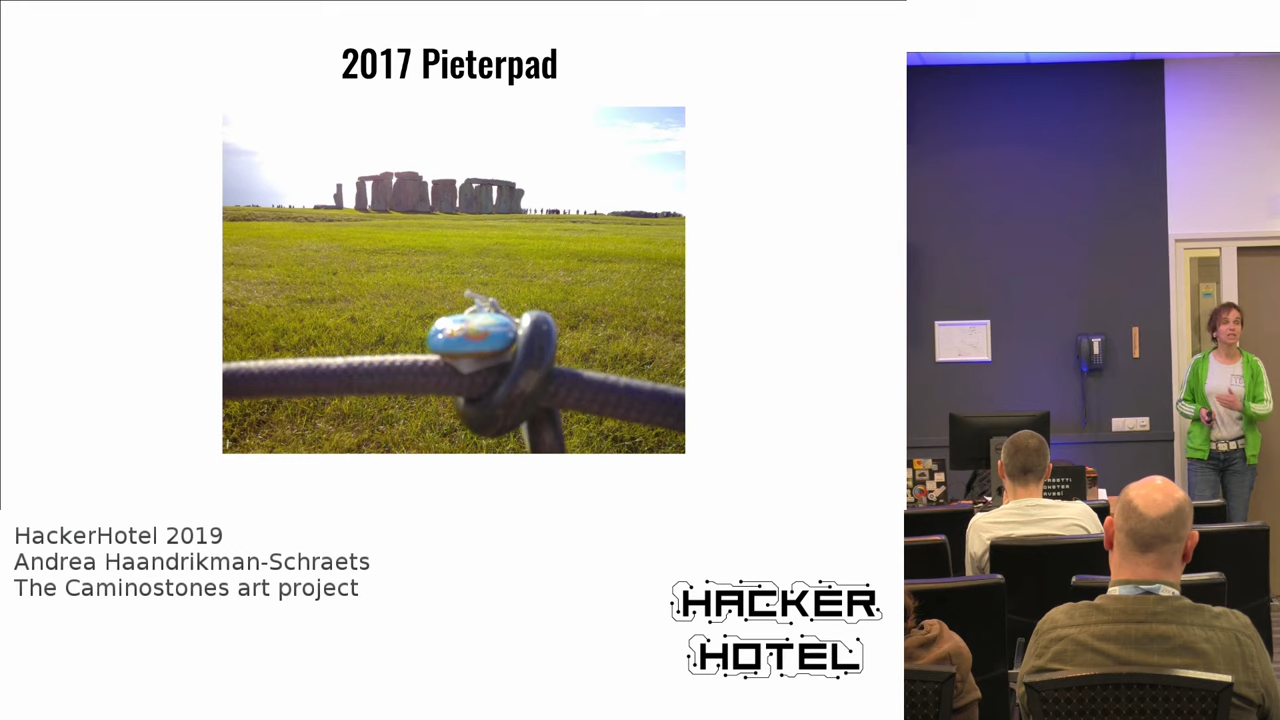 2017 Pieterpad
HackerHotel 2019
Andrea Haandrikman-Schraets
The Caminostones art project
HACKER
HOTEL